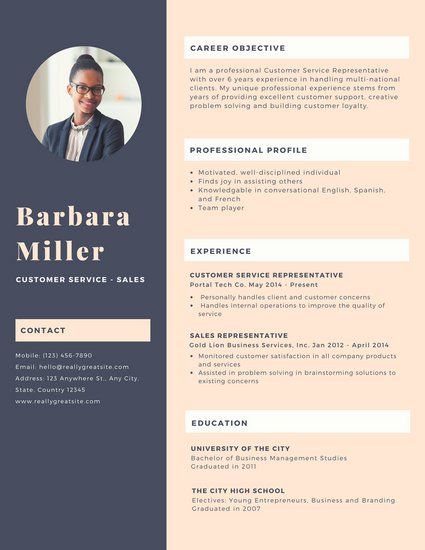 Barbara
Miller
CUSTOMER SERVICE - SALES
CONTACT
Mobile: (123) 456-7890
Email: hello@reallygreatsite.com
Address: 123 Anywhere St., Any City,
State, Country 12345
www.reallygreatsite.com
CAREER OBJECTIVE
I am a professional Customer Service Representative
with over 6 years experience in handling multi-national
clients. My unique professional experience stems from
years of providing excellent customer support, creative
problem solving and building customer loyalty.
PROFESSIONAL PROFILE
• Motivated, well-disciplined individual
• Finds joy in assisting others
• Knowledgable in conversational English, Spanish,
and French
• Team player
EXPERIENCE
CUSTOMER SERVICE REPRESENTATIVE
Portal Tech Co. May 2014 - Present
• Personally handles client and customer concerns
• Handles internal operations to improve the quality of
service
SALES REPRESENTATIVE
Gold Lion Business Services, Inc. Jan 2012 - April 2014
• Monitored customer satisfaction in all company products
and services
• Assisted in problem solving in brainstorming solutions to
existing concerns
EDUCATION
UNIVERSITY OF THE CITY
Bachelor of Business Management Studies
Graduated in 2011
THE CITY HIGH SCHOOL
Electives: Young Entrepreneurs, Business and Branding
Graduated in 2007